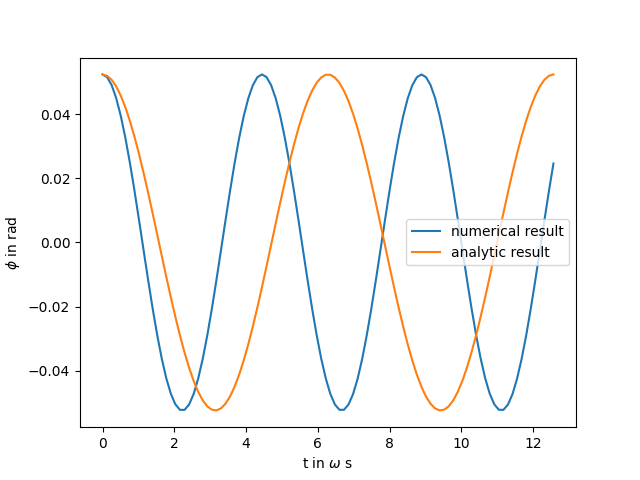 0.04
0.02
0.00
−0.02
−0.04
ϕ in rad
numerical result
analytic result
0 2 4 6 8 10 12
t in ω s